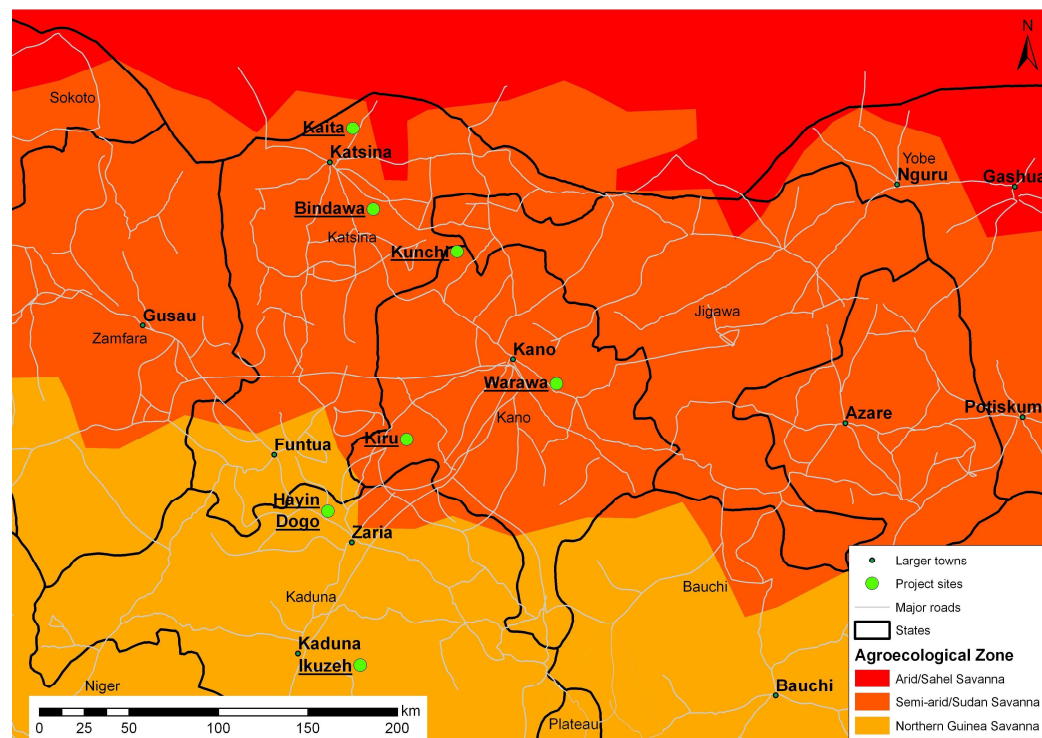 N
Sokoto
Kaita
Katsina
Yobe
Nguru
Gashua
Bindawa
Katsina
Kunchi
Gusau
Zamfara
Jigawa
Kano
Warawa
Kano
Azare
Potiskum
Kiru
Funtua
Hayin
Dogo
Zaria
Kaduna
Bauchi
Kaduna
Ikuzeh
Niger
Bauchi
Plateau
km
0 25 50 100 150 200
Larger towns
Project sites
Major roads
States
Agroecological Zone
Arid/Sahel Savanna
Semi-arid/Sudan Savanna
Northern Guinea Savanna